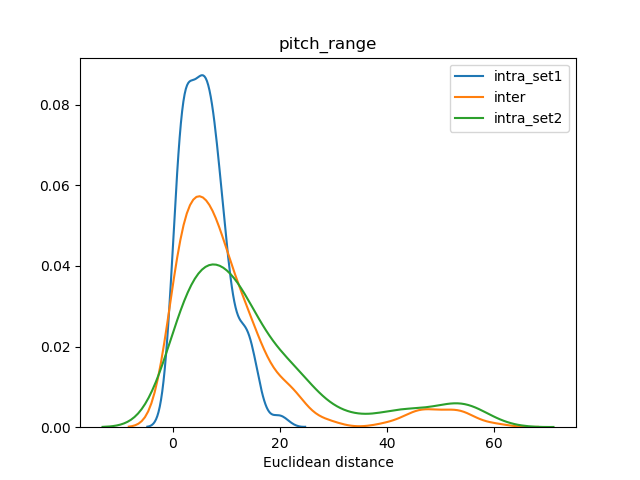 pitch_range
intra_set1
inter
intra_set2
0.08
0.06
0.04
0.02
0.00
0 20 40 60
Euclidean distance